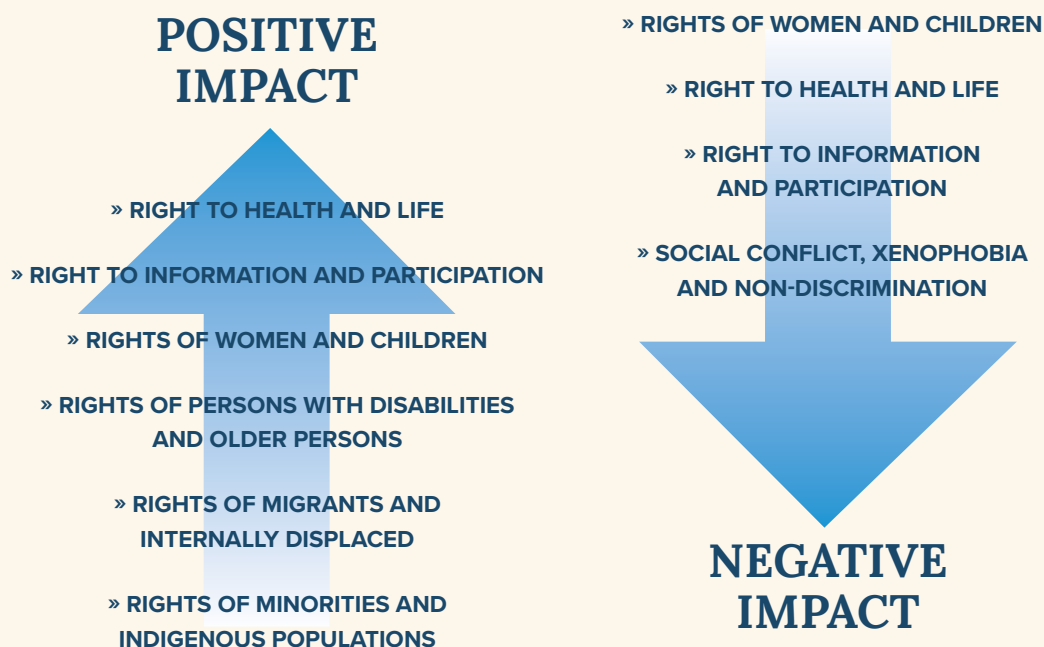 POSITIVE
IMPACT
» RIGHT TO HEALTH AND LIFE
» RIGHT TO INFORMATION AND PARTICIPATION
» RIGHTS OF WOMEN AND CHILDREN
» RIGHTS OF PERSONS WITH DISABILITIES
AND OLDER PERSONS
» RIGHTS OF MIGRANTS AND
INTERNALLY DISPLACED
» RIGHTS OF MINORITIES AND
INDIGENOUS POPULATIONS
» RIGHTS OF WOMEN AND CHILDREN
» RIGHT TO HEALTH AND LIFE
» RIGHT TO INFORMATION
AND PARTICIPATION
» SOCIAL CONFLICT, XENOPHOBIA
AND NON-DISCRIMINATION
NEGATIVE
IMPACT